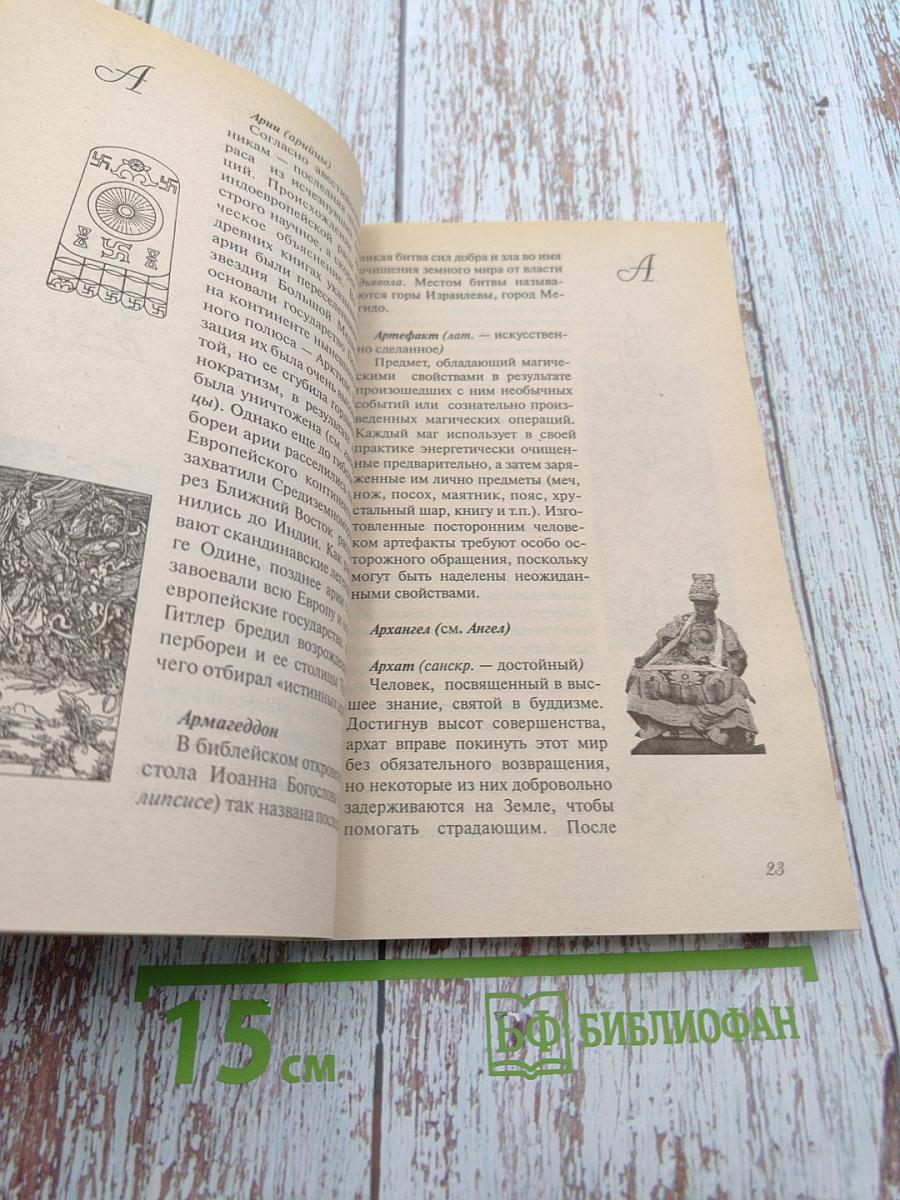 А
Арии (арийцы)
Согласно
никам — последняя
раса из исчезнувших
ций. Происхождение
индоевропейской
строго научное, а
ческое объяснение.
древних книгах
арии были
звездия Большой
основали государство
на континенте
ного полюса —
зация их была очень
той, но ее сгубила
нократизм, в результате
была уничтожена (см.
цы). Однако еще до
бореи арии расселились
Европейского
захватили
рез Ближний Восток
нились до Индии. Как
вают скандинавские
ге Одине, позднее арии
завоевали всю Европу и
европейские государства.
Гитлер бредил
пербореи и ее столицы
чего отбирал «истинных
Армагеддон
В библейском
стола Иоанна Богослова
липсисе) так названа
ликая битва сил добра и зла во имя
очищения земного мира от власти
дьявола. Местом битвы называ-
ются горы Израилевы, город Ме-
гидо.
А
Артефакт (лат. — искусствен-
но сделанное)
Предмет, обладающий магиче-
скими свойствами в результате
произошедших с ним необычных
событий или сознательно произ-
веденных магических операций.
Каждый маг использует в своей
практике энергетически очищен-
ные предварительно, а затем заря-
женные им лично предметы (меч,
нож, посох, маятник, пояс, хру-
стальный шар, книгу и т.п.). Изго-
товленные посторонним челове-
ком артефакты требуют особо ос-
торожного обращения, поскольку
могут быть наделены неожидан-
ными свойствами.
Архангел (см. Ангел)
Архат (санскр. — достойный)
Человек, посвященный в выс-
шее знание, святой в буддизме.
Достигнув высот совершенства,
архат вправе покинуть этот мир
без обязательного возвращения,
но некоторые из них добровольно
задерживаются на Земле, чтобы
помогать страдающим. После
23
15 см
БФ БИБЛИОФАН